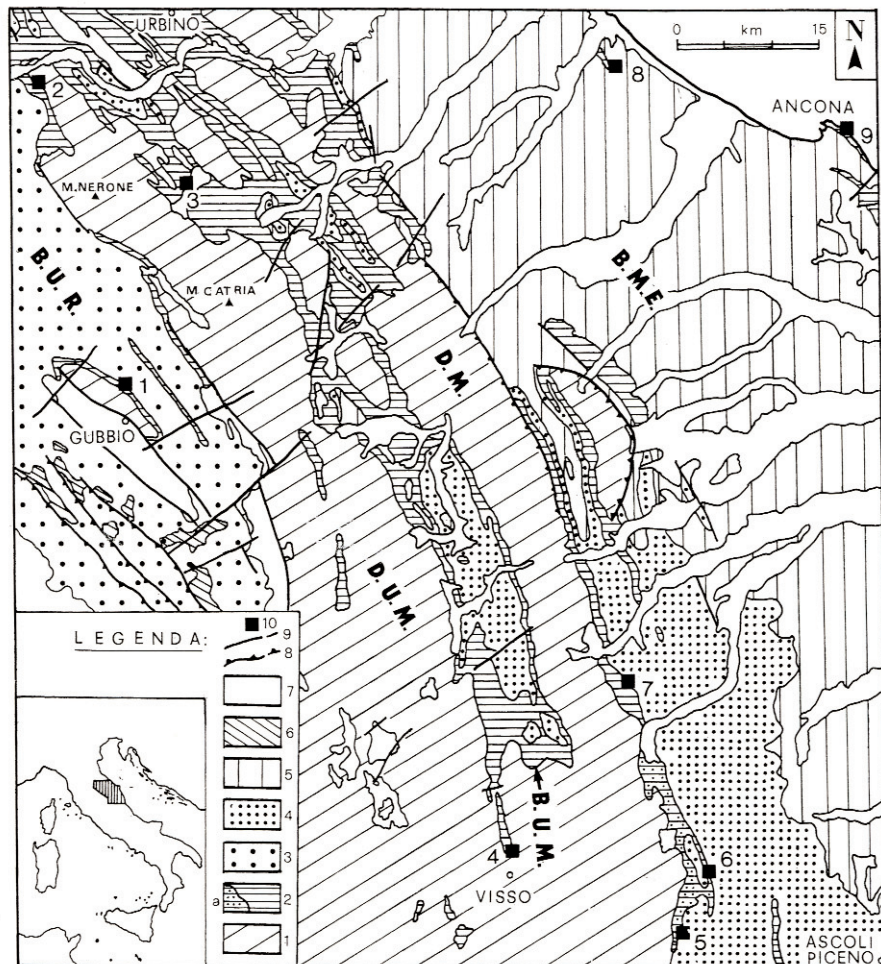 URBINO
0 km 15
N
2
8
ANCONA
9
M. NERONE
3
B. U. R.
M. CATRIA
B. M. E.
D. M.
1
GUBBIO
D. U. M.
LEGENDA:
10
9
8
7
6
5
4
3
a 2
1
7
B. U. M.
4
VISSO
6
5
ASCOLI
PICENO